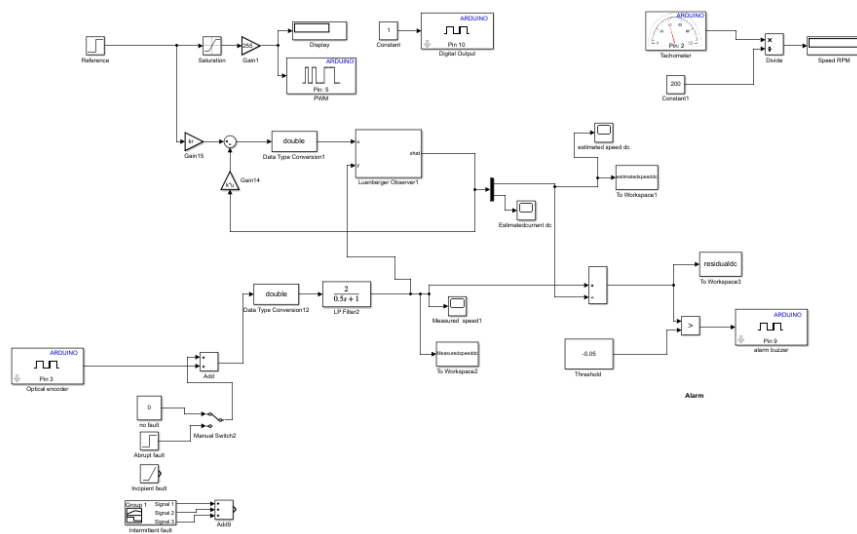 ARDUINO
Pin: 5
PWM
Reference
Saturation
255
Gain1
Display
1
Constant
ARDUINO
Pin 10
Digital Output
ARDUINO
Pin: 2
Tachometer
200
Constant1
Divide
Speed RPM
kr
Gain15
Gain14
double
Data Type Conversion1
u
y
xhat
Luenberger Observer1
estimated speed dc
estimatedspeeddc
To Workspace1
Estimatedcurrent dc
double
Data Type Conversion12
2
0.5s + 1
LP Filter2
Measured speed1
Measuredspeeddc
To Workspace2
residualdc
To Workspace3
-0.05
Threshold
>
ARDUINO
Pin 9
alarm buzzer
Alarm
ARDUINO
Pin 3
Optical encoder
Add
0
no fault
Manual Switch2
Abrupt fault
Incipient fault
Group 1
Signal 1
Signal 2
Signal 3
Intermittent fault
Add9